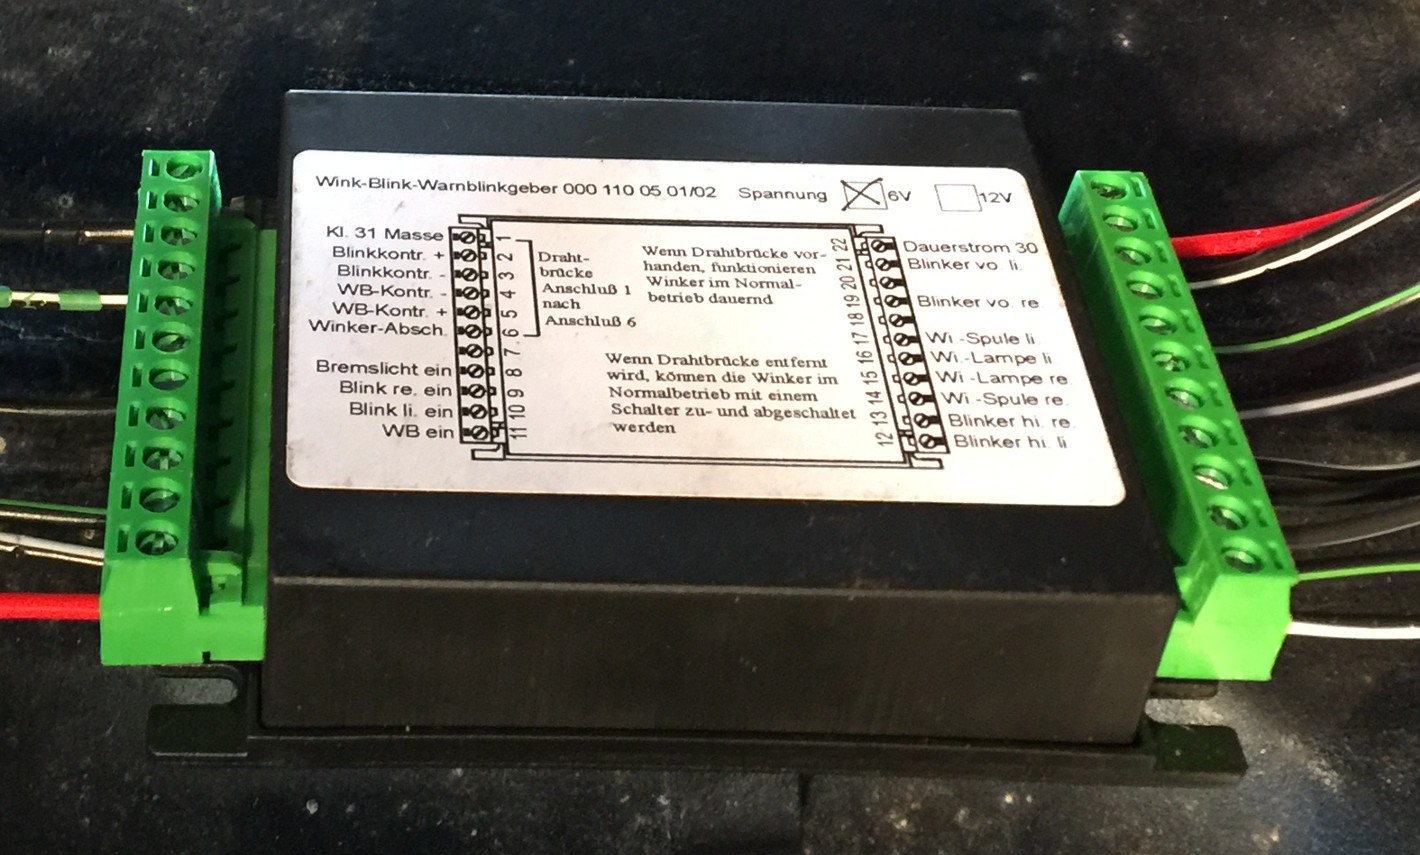 Wink-Blink-Warnblinkgeber 000 110 05 01/02 Spannung 6V 12V
Kl. 31 Masse
Blinkkontr. +
Blinkkontr. -
WB-Kontr. -
WB-Kontr. +
Winker-Absch.
Bremslicht ein
Blink re. ein
Blink li. ein
WB ein
1
2
3
4
5
6
7
8
9
10
11
Draht-
brücke
Anschluß 1
nach
Anschluß 6
Wenn Drahtbrücke vor-
handen, funktionieren
Winker im Normal-
betrieb dauernd
Wenn Drahtbrücke entfernt
wird, können die Winker im
Normalbetrieb mit einem
Schalter zu- und abgeschaltet
werden
22
21
20
19
18
17
16
15
14
13
12
Dauerstrom 30
Blinker vo. li.
Blinker vo. re
Wi.-Spule li.
Wi.-Lampe li
Wi.-Lampe re.
Wi.-Spule re.
Blinker hi. re.
Blinker hi. li